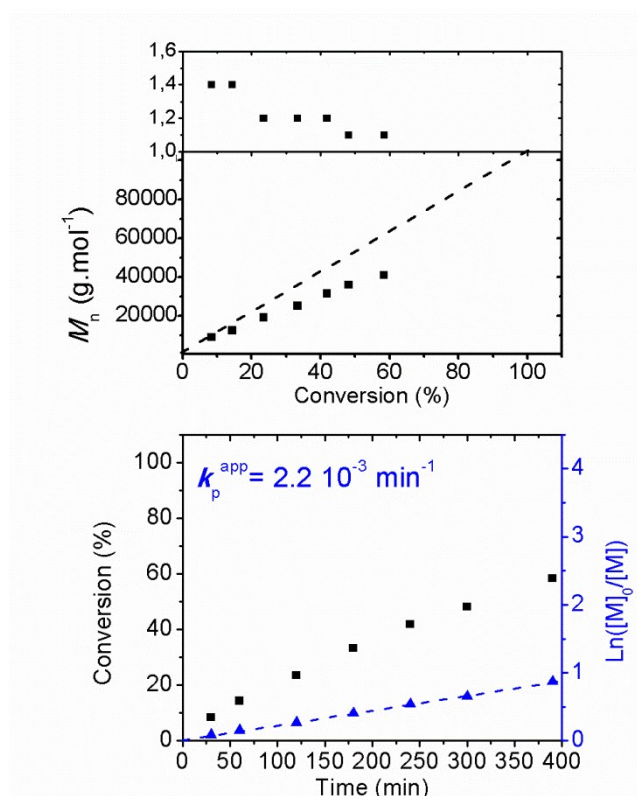 1,6
1,4
1,2
1,0
80000
60000
40000
20000
Mn (g.mol-1)
0 20 40 60 80 100
Conversion (%)
kpapp = 2.2 10-3 min-1
100
80
60
40
20
0
Conversion (%)
4
3
2
1
0
Ln([M]0/[M])
0 50 100 150 200 250 300 350 400
Time (min)